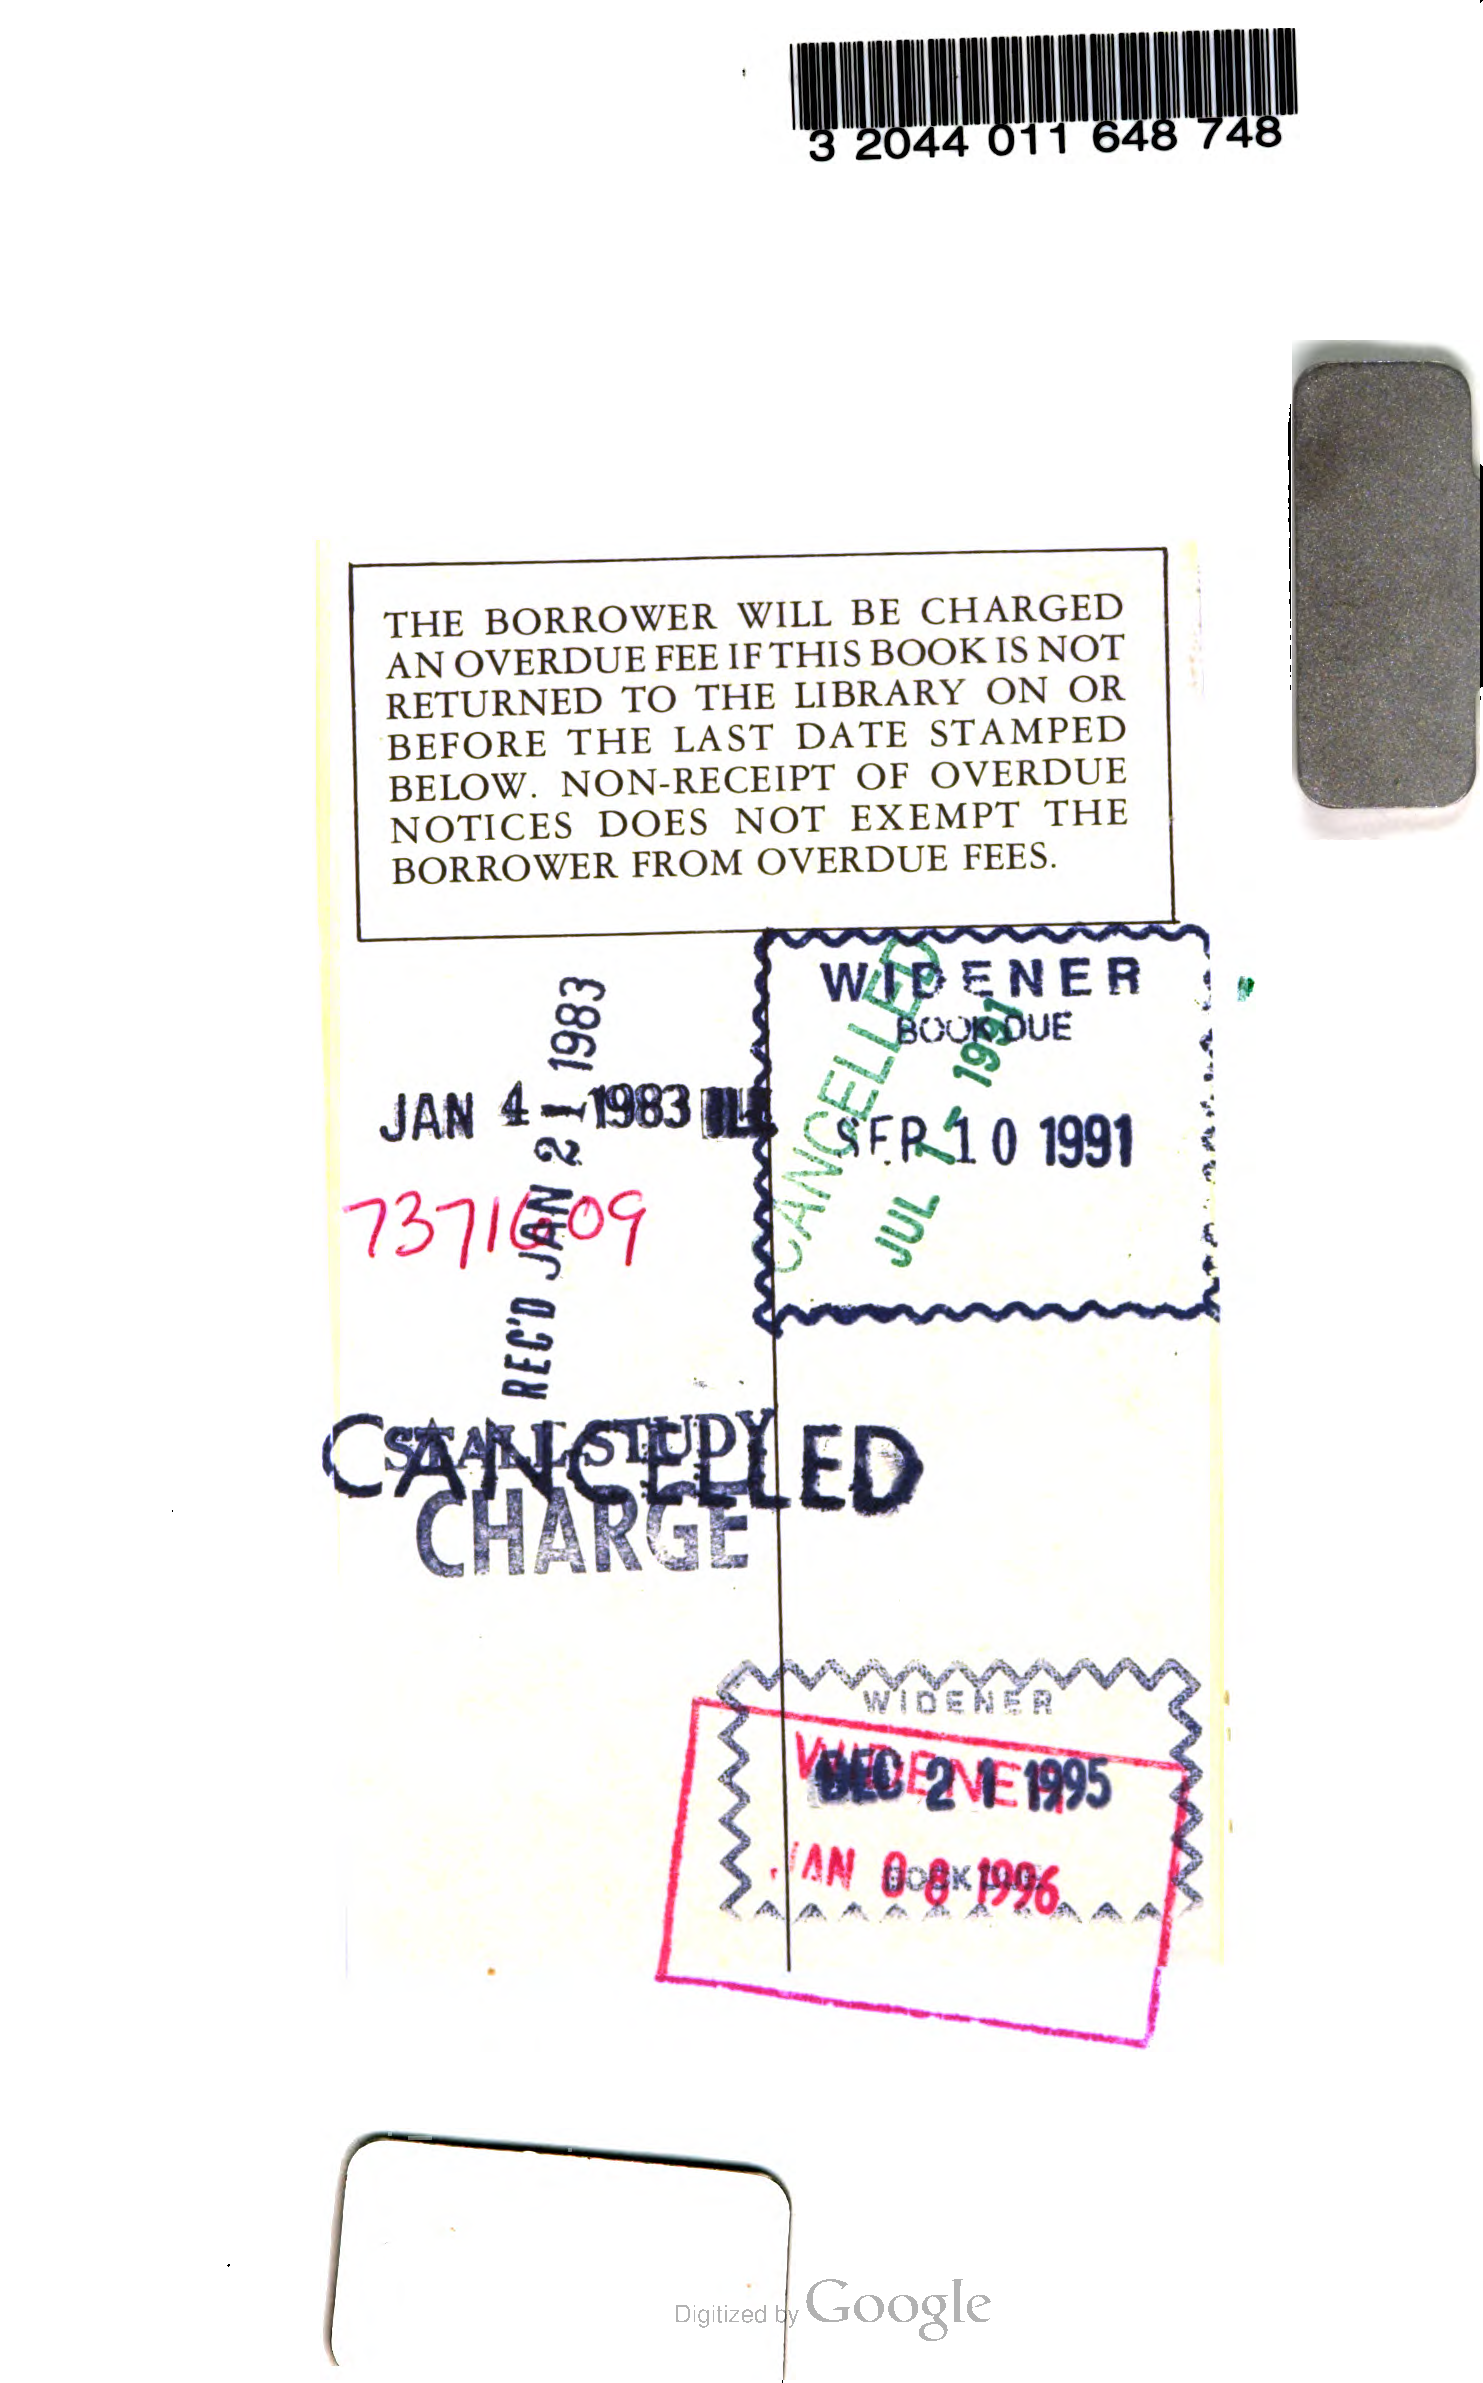 3 2044 011 648 748
THE BORROWER WILL BE CHARGED
AN OVERDUE FEE IF THIS BOOK IS NOT
RETURNED TO THE LIBRARY ON OR
BEFORE THE LAST DATE STAMPED
BELOW. NON-RECEIPT OF OVERDUE
NOTICES DOES NOT EXEMPT THE
BORROWER FROM OVERDUE FEES.
WIDENER
BOOK DUE
SEP 10 1991
CANCELLED
JUL 7 1991
JAN 4 1983 ILL
REC'D JAN 21 1983
7371609
STALL STUDY
CHARGE
CANCELLED
WIDENER
DEC 21 1995
BOOK DUE
WIDENER
JAN 08 1996
Digitized by Google